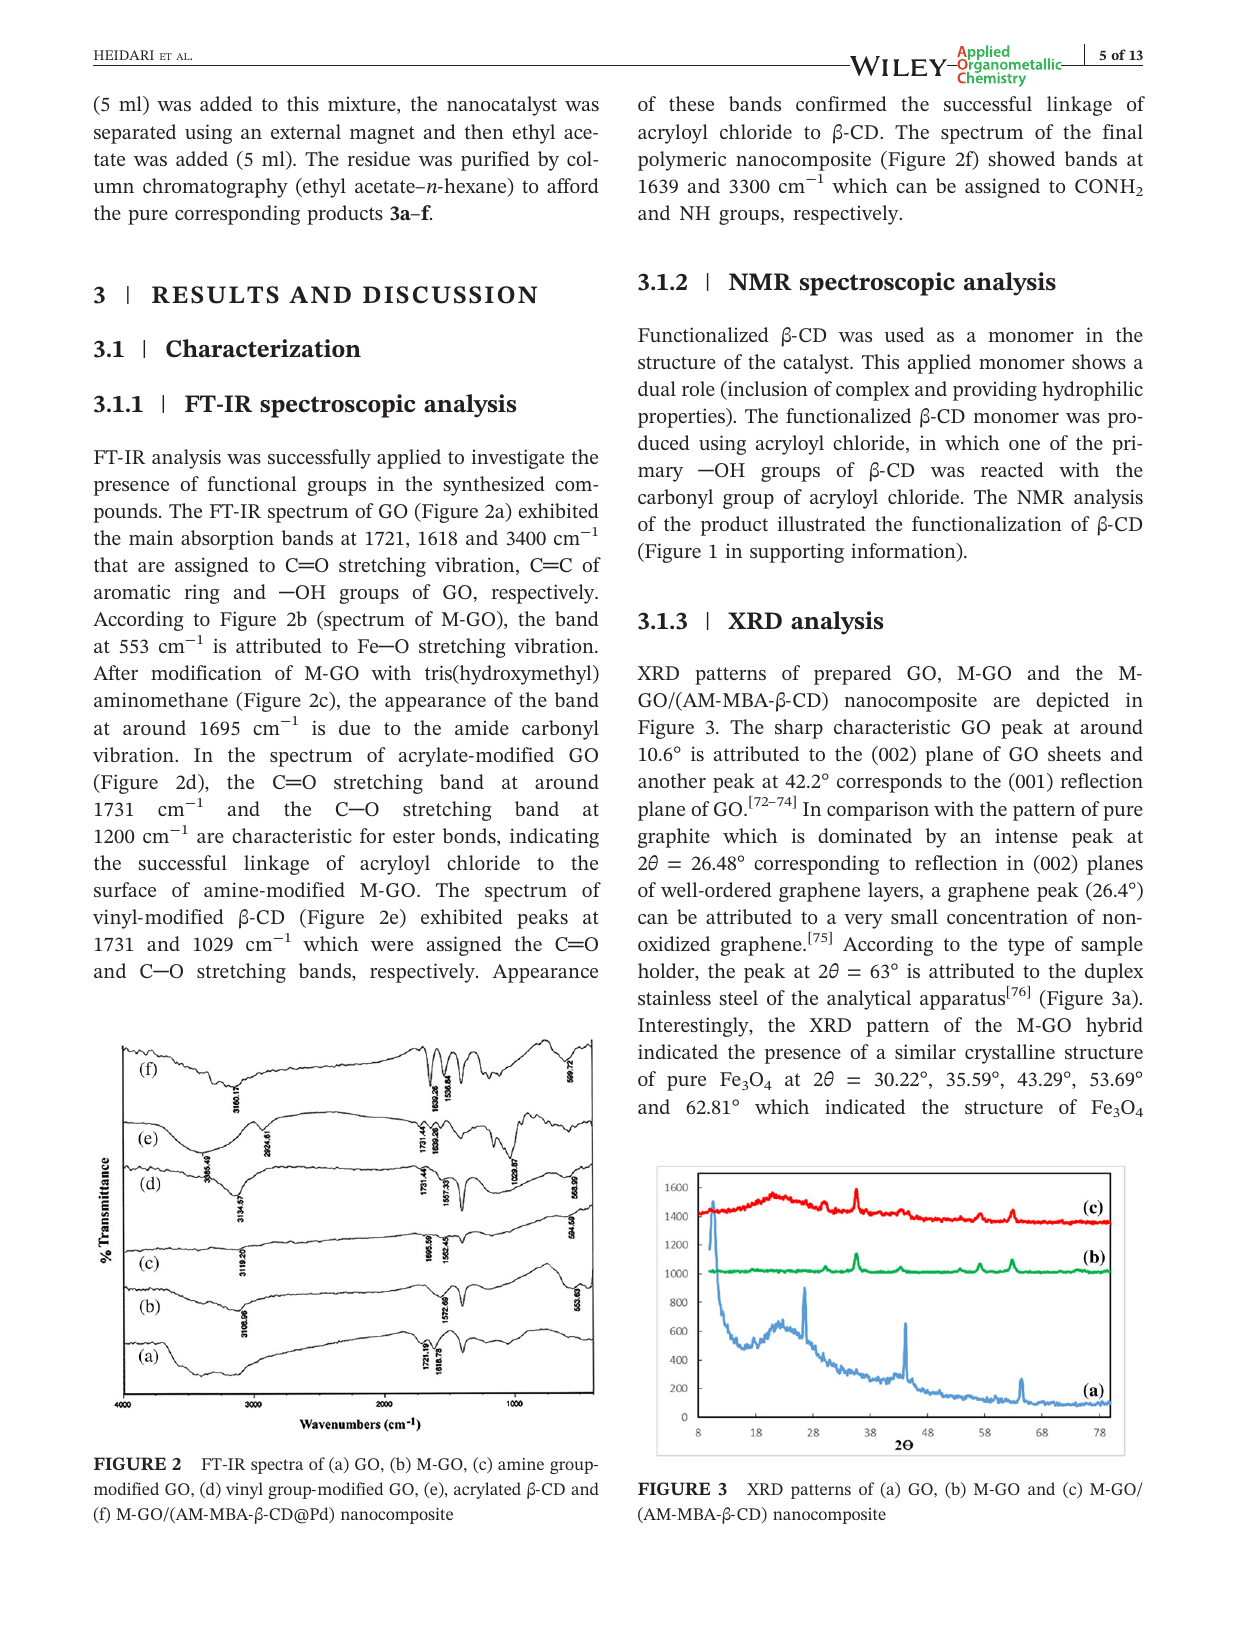 HEIDARI ET AL.
WILEY
Applied
Organometallic
Chemistry
5 of 13
(5 ml) was added to this mixture, the nanocatalyst was
separated using an external magnet and then ethyl ace-
tate was added (5 ml). The residue was purified by col-
umn chromatography (ethyl acetate–n-hexane) to afford
the pure corresponding products 3a–f.
3 | RESULTS AND DISCUSSION
3.1 | Characterization
3.1.1 | FT-IR spectroscopic analysis
FT-IR analysis was successfully applied to investigate the
presence of functional groups in the synthesized com-
pounds. The FT-IR spectrum of GO (Figure 2a) exhibited
the main absorption bands at 1721, 1618 and 3400 cm−1
that are assigned to C═O stretching vibration, C═C of
aromatic ring and ─OH groups of GO, respectively.
According to Figure 2b (spectrum of M-GO), the band
at 553 cm−1 is attributed to Fe─O stretching vibration.
After modification of M-GO with tris(hydroxymethyl)
aminomethane (Figure 2c), the appearance of the band
at around 1695 cm−1 is due to the amide carbonyl
vibration. In the spectrum of acrylate-modified GO
(Figure 2d), the C═O stretching band at around
1731 cm−1 and the C─O stretching band at
1200 cm−1 are characteristic for ester bonds, indicating
the successful linkage of acryloyl chloride to the
surface of amine-modified M-GO. The spectrum of
vinyl-modified β-CD (Figure 2e) exhibited peaks at
1731 and 1029 cm−1 which were assigned the C═O
and C─O stretching bands, respectively. Appearance
% Transmittance
(f)
3160.17
1639.26
1536.84
599.72
(e)
3385.49
2924.61
1731.44
1639.26
1029.87
(d)
3134.57
1731.44
1557.33
568.99
(c)
3119.20
1695.59
1562.45
594.59
(b)
3108.96
1572.69
553.63
(a)
1721.19
1618.78
4000
3000
2000
1000
Wavenumbers (cm-1)
FIGURE 2 FT-IR spectra of (a) GO, (b) M-GO, (c) amine group-
modified GO, (d) vinyl group-modified GO, (e), acrylated β-CD and
(f) M-GO/(AM-MBA-β-CD@Pd) nanocomposite
of these bands confirmed the successful linkage of
acryloyl chloride to β-CD. The spectrum of the final
polymeric nanocomposite (Figure 2f) showed bands at
1639 and 3300 cm−1 which can be assigned to CONH2
and NH groups, respectively.
3.1.2 | NMR spectroscopic analysis
Functionalized β-CD was used as a monomer in the
structure of the catalyst. This applied monomer shows a
dual role (inclusion of complex and providing hydrophilic
properties). The functionalized β-CD monomer was pro-
duced using acryloyl chloride, in which one of the pri-
mary ─OH groups of β-CD was reacted with the
carbonyl group of acryloyl chloride. The NMR analysis
of the product illustrated the functionalization of β-CD
(Figure 1 in supporting information).
3.1.3 | XRD analysis
XRD patterns of prepared GO, M-GO and the M-
GO/(AM-MBA-β-CD) nanocomposite are depicted in
Figure 3. The sharp characteristic GO peak at around
10.6° is attributed to the (002) plane of GO sheets and
another peak at 42.2° corresponds to the (001) reflection
plane of GO.[72–74] In comparison with the pattern of pure
graphite which is dominated by an intense peak at
2θ = 26.48° corresponding to reflection in (002) planes
of well-ordered graphene layers, a graphene peak (26.4°)
can be attributed to a very small concentration of non-
oxidized graphene.[75] According to the type of sample
holder, the peak at 2θ = 63° is attributed to the duplex
stainless steel of the analytical apparatus[76] (Figure 3a).
Interestingly, the XRD pattern of the M-GO hybrid
indicated the presence of a similar crystalline structure
of pure Fe3O4 at 2θ = 30.22°, 35.59°, 43.29°, 53.69°
and 62.81° which indicated the structure of Fe3O4
1600
1400
1200
1000
800
600
400
200
0
(c)
(b)
(a)
8
18
28
38
48
58
68
78
2Θ
FIGURE 3 XRD patterns of (a) GO, (b) M-GO and (c) M-GO/
(AM-MBA-β-CD) nanocomposite